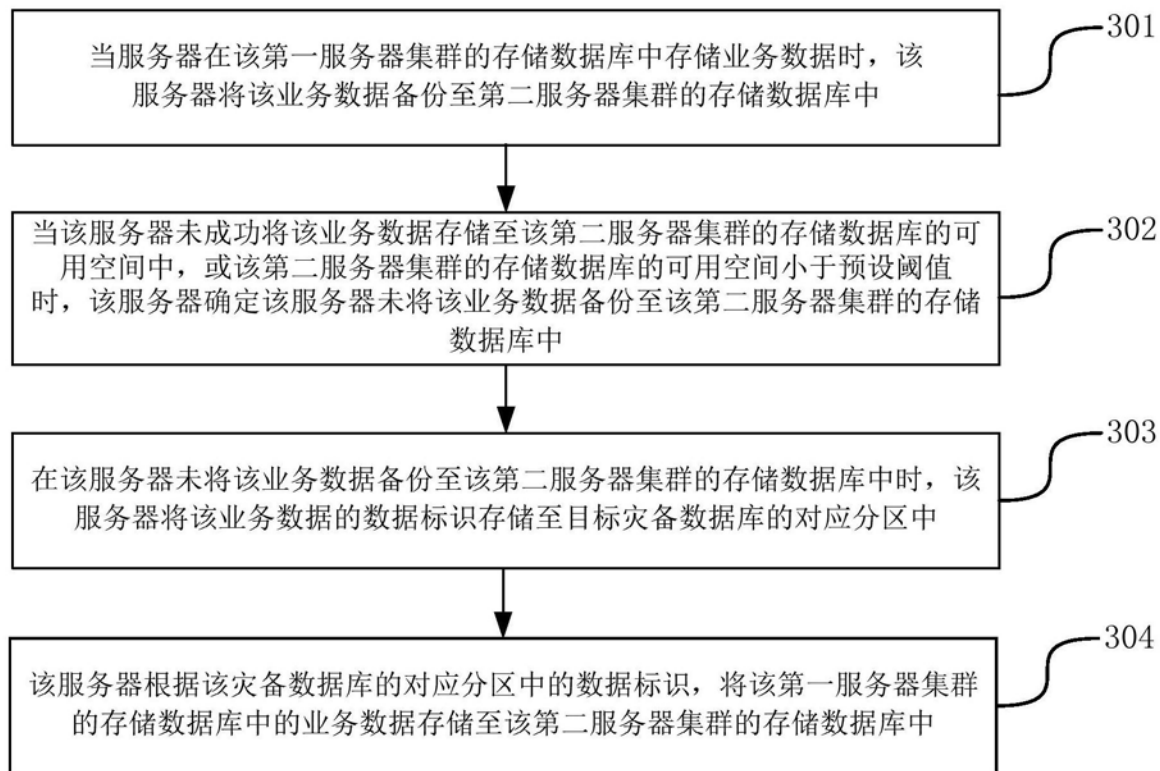 当服务器在该第一服务器集群的存储数据库中存储业务数据时，该
服务器将该业务数据备份至第二服务器集群的存储数据库中
301
当该服务器未成功将该业务数据存储至该第二服务器集群的存储数据库的可
用空间中，或该第二服务器集群的存储数据库的可用空间小于预设阈值
时，该服务器确定该服务器未将该业务数据备份至该第二服务器集群的存储
数据库中
302
在该服务器未将该业务数据备份至该第二服务器集群的存储数据库中时，该
服务器将该业务数据的数据标识存储至目标灾备数据库的对应分区中
303
该服务器根据该灾备数据库的对应分区中的数据标识，将该第一服务器集群
的存储数据库中的业务数据存储至该第二服务器集群的存储数据库中
304